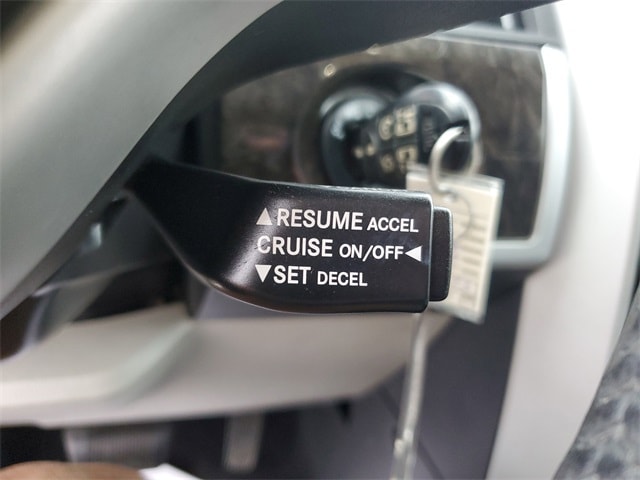 ▲RESUME ACCEL
CRUISE ON/OFF◀
▼SET DECEL